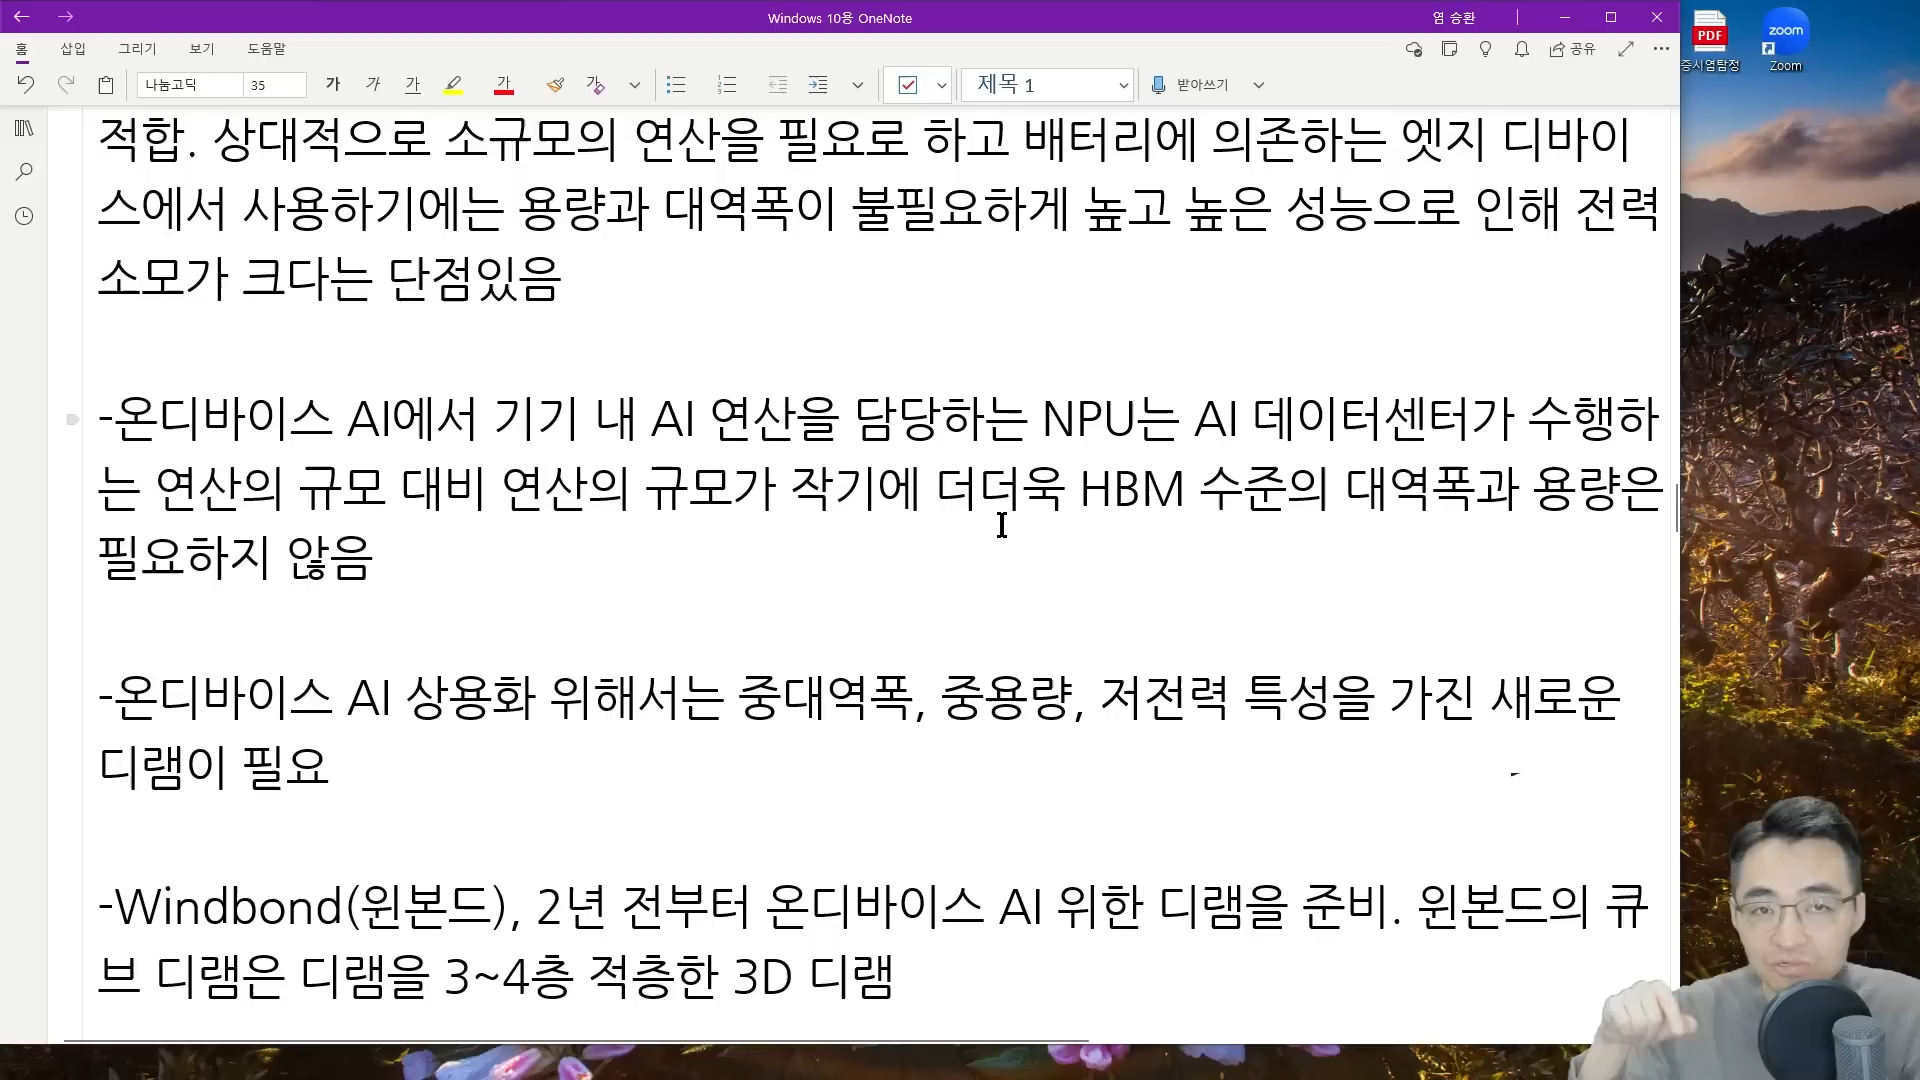 Windows 10용 OneNote
염 승환
홈 삽입 그리기 보기 도움말
공유
나눔고딕 35 가 가 가 가 가 제목 1 받아쓰기
적합. 상대적으로 소규모의 연산을 필요로 하고 배터리에 의존하는 엣지 디바이
스에서 사용하기에는 용량과 대역폭이 불필요하게 높고 높은 성능으로 인해 전력
소모가 크다는 단점있음
-온디바이스 AI에서 기기 내 AI 연산을 담당하는 NPU는 AI 데이터센터가 수행하
는 연산의 규모 대비 연산의 규모가 작기에 더더욱 HBM 수준의 대역폭과 용량은
필요하지 않음
-온디바이스 AI 상용화 위해서는 중대역폭, 중용량, 저전력 특성을 가진 새로운
디램이 필요
-Windbond(윈본드), 2년 전부터 온디바이스 AI 위한 디램을 준비. 윈본드의 큐
브 디램은 디램을 3~4층 적층한 3D 디램
PDF
증시염탐정
zoom
Zoom